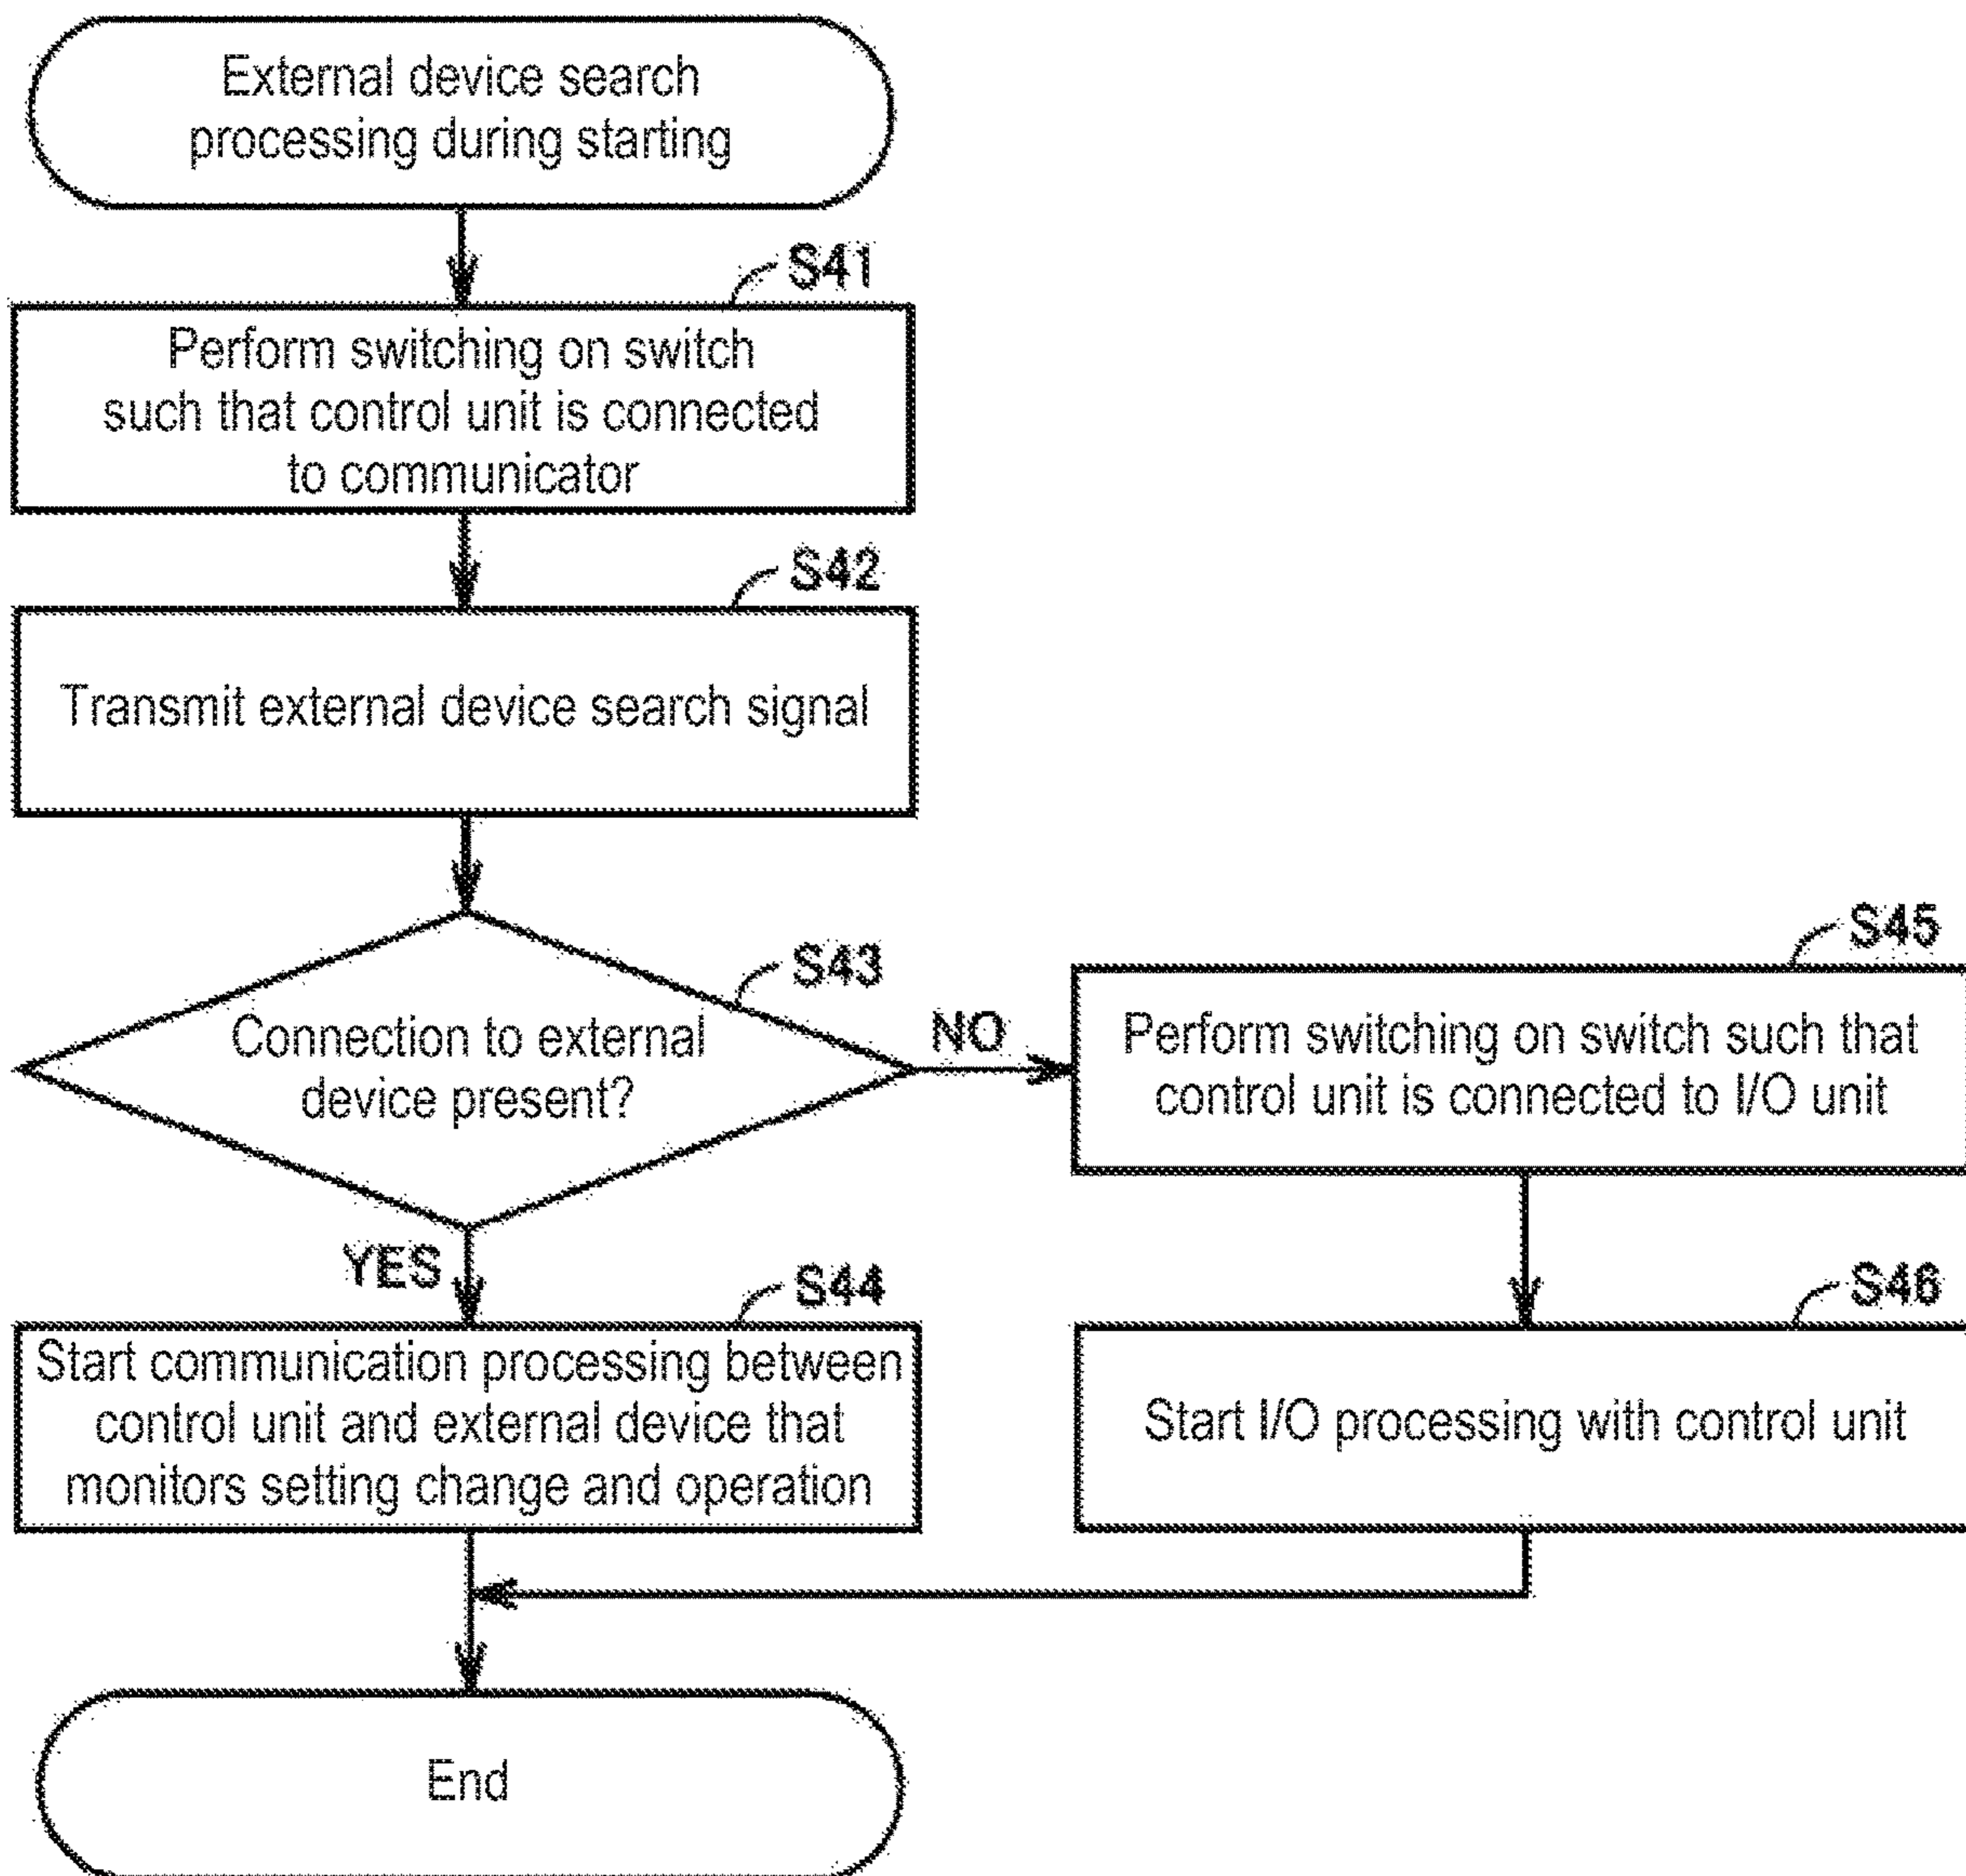 External device search
processing during starting
S41
Perform switching on switch
such that control unit is connected
to communicator
S42
Transmit external device search signal
S43
Connection to external
device present?
NO
YES
S44
Start communication processing between
control unit and external device that
monitors setting change and operation
S45
Perform switching on switch such that
control unit is connected to I/O unit
S46
Start I/O processing with control unit
End